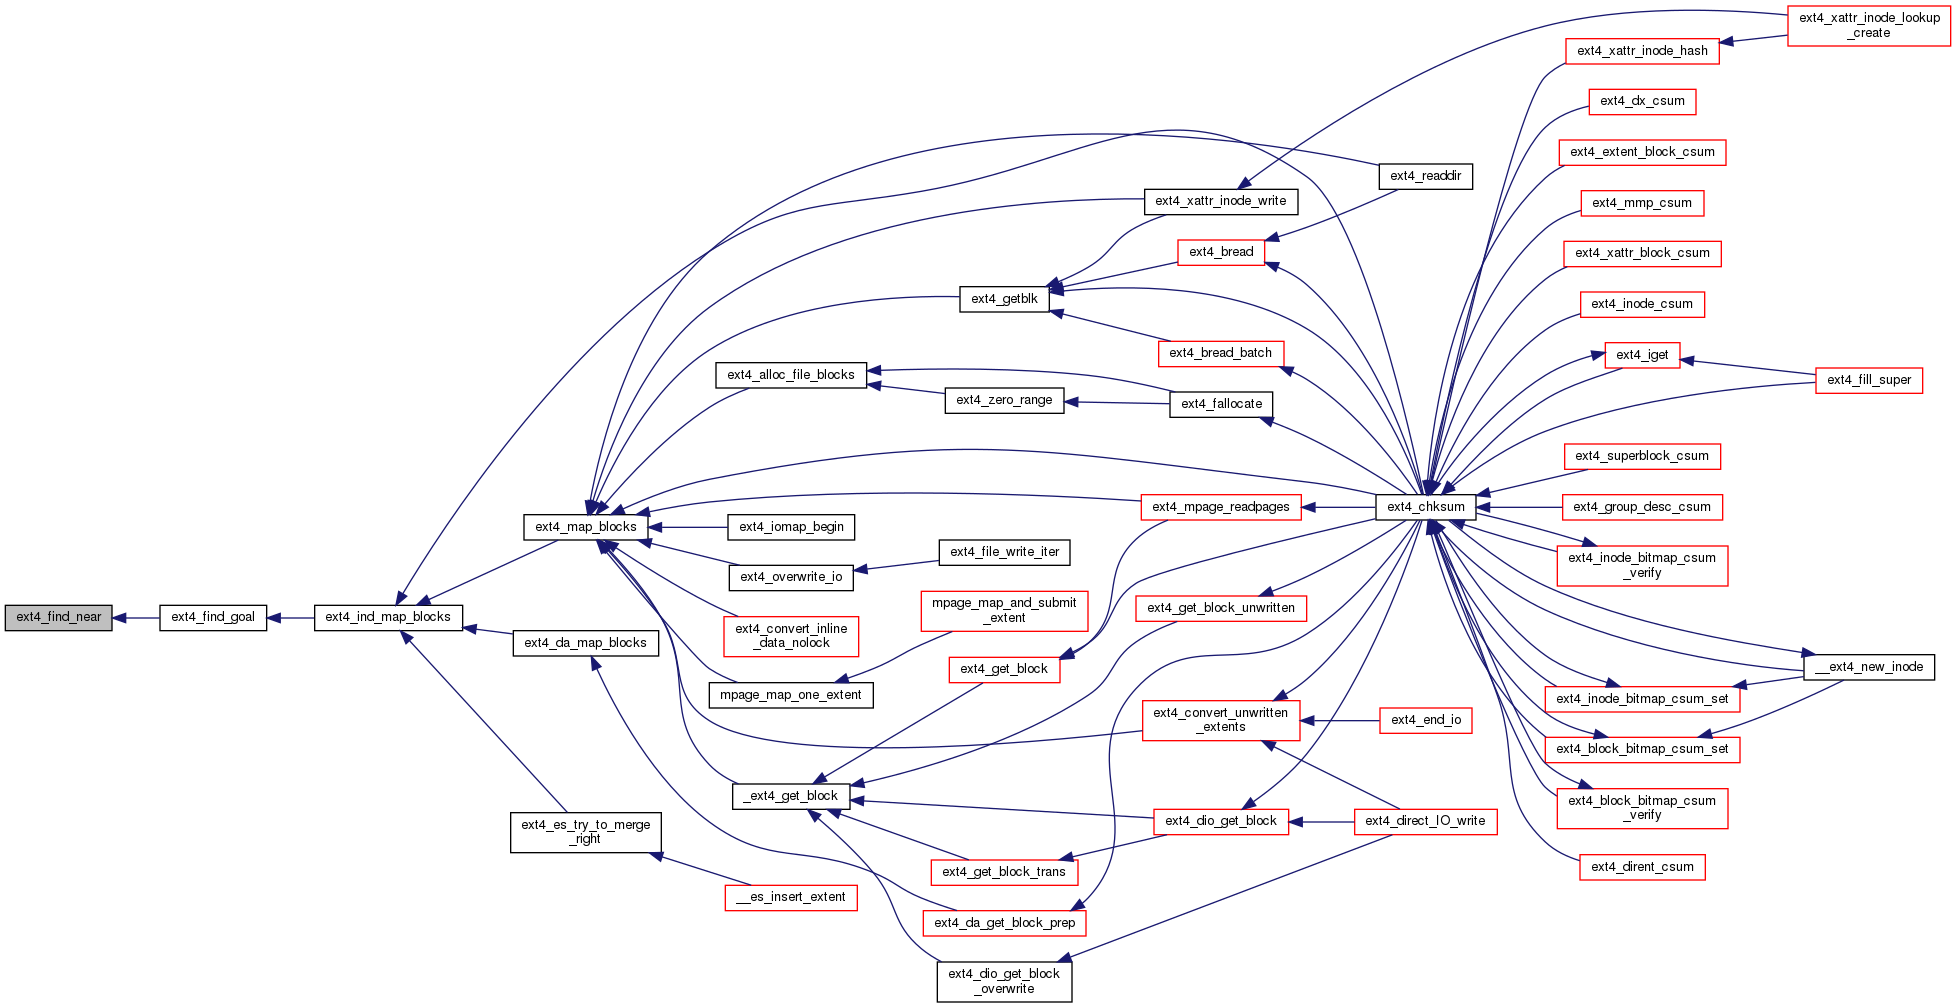 ext4_find_near
ext4_find_goal
ext4_ind_map_blocks
ext4_map_blocks
ext4_da_map_blocks
ext4_es_try_to_merge
_right
ext4_alloc_file_blocks
ext4_iomap_begin
ext4_overwrite_io
ext4_convert_inline
_data_nolock
mpage_map_one_extent
_ext4_get_block
__es_insert_extent
ext4_getblk
ext4_zero_range
ext4_file_write_iter
mpage_map_and_submit
_extent
ext4_get_block
ext4_get_block_trans
ext4_da_get_block_prep
ext4_dio_get_block
_overwrite
ext4_xattr_inode_write
ext4_bread
ext4_bread_batch
ext4_fallocate
ext4_mpage_readpages
ext4_get_block_unwritten
ext4_convert_unwritten
_extents
ext4_dio_get_block
ext4_readdir
ext4_chksum
ext4_end_io
ext4_direct_IO_write
ext4_xattr_inode_hash
ext4_dx_csum
ext4_extent_block_csum
ext4_mmp_csum
ext4_xattr_block_csum
ext4_inode_csum
ext4_iget
ext4_superblock_csum
ext4_group_desc_csum
ext4_inode_bitmap_csum
_verify
ext4_inode_bitmap_csum_set
ext4_block_bitmap_csum_set
ext4_block_bitmap_csum
_verify
ext4_dirent_csum
ext4_xattr_inode_lookup
_create
ext4_fill_super
__ext4_new_inode